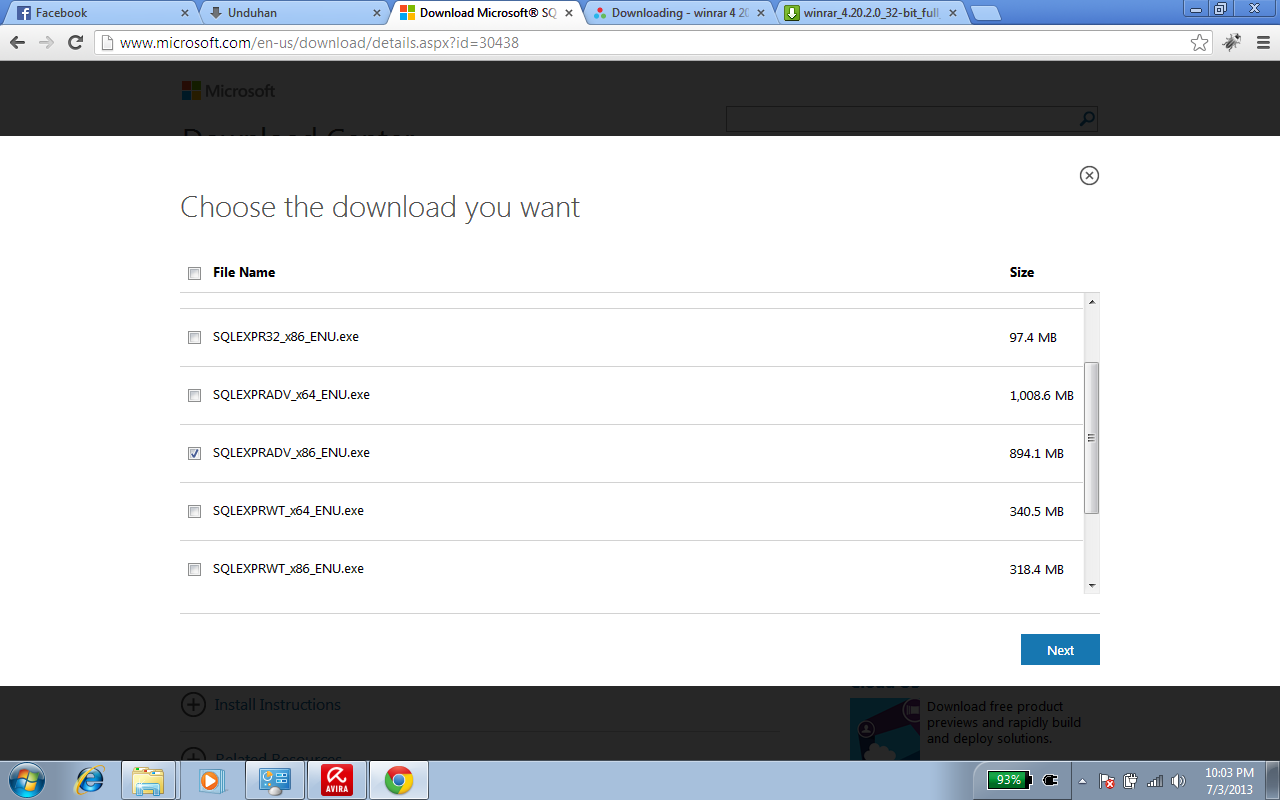 Facebook
Unduhan
Download Microsoft® SQ
Downloading - winrar 4 20
winrar_4.20.2.0_32-bit_full
www.microsoft.com/en-us/download/details.aspx?id=30438
Microsoft
Download Center
Choose the download you want
File Name Size
SQLEXPR32_x86_ENU.exe 97.4 MB
SQLEXPRADV_x64_ENU.exe 1,008.6 MB
SQLEXPRADV_x86_ENU.exe 894.1 MB
SQLEXPRWT_x64_ENU.exe 340.5 MB
SQLEXPRWT_x86_ENU.exe 318.4 MB
Next
Install Instructions
Download free product
previews and rapidly build
and deploy solutions.
Related Resources
AVIRA
93%
10:03 PM
7/3/2013